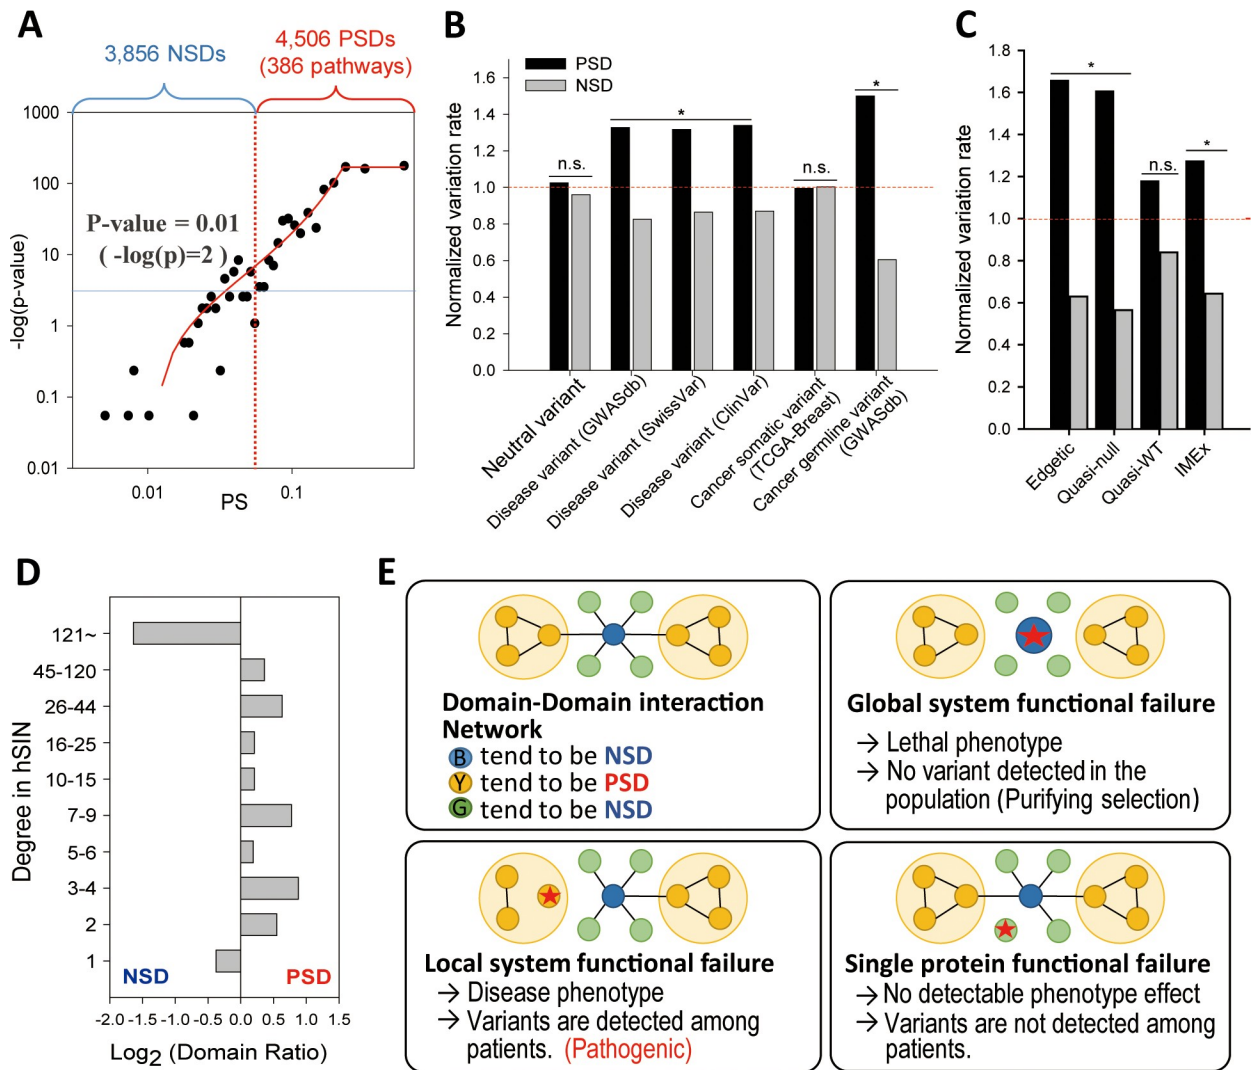 A
3,856 NSDs
4,506 PSDs
(386 pathways)
1000
100
10
1
0.1
0.01
-log(p-value)
P-value = 0.01
( -log(p)=2 )
0.01
0.1
PS
B
PSD
NSD
Normalized variation rate
1.6
1.4
1.2
1.0
0.8
0.6
0.4
0.2
0.0
n.s.
*
n.s.
*
Neutral variant
Disease variant (GWASdb)
Disease variant (SwissVar)
Disease variant (ClinVar)
Cancer somatic variant
(TCGA-Breast)
Cancer germline variant
(GWASdb)
C
Normalized variation rate
1.8
1.6
1.4
1.2
1.0
0.8
0.6
0.4
0.2
0.0
*
n.s.
*
Edgetic
Quasi-null
Quasi-WT
IMEx
D
Degree in hSIN
121~
45-120
26-44
16-25
10-15
7-9
5-6
3-4
2
1
NSD
PSD
-2.0 -1.5 -1.0 -0.5 0.0 0.5 1.0 1.5
Log2 (Domain Ratio)
E
Domain-Domain interaction
Network
B tend to be NSD
Y tend to be PSD
G tend to be NSD
Global system functional failure
→ Lethal phenotype
→ No variant detected in the
population (Purifying selection)
Local system functional failure
→ Disease phenotype
→ Variants are detected among
patients. (Pathogenic)
Single protein functional failure
→ No detectable phenotype effect
→ Variants are not detected among
patients.